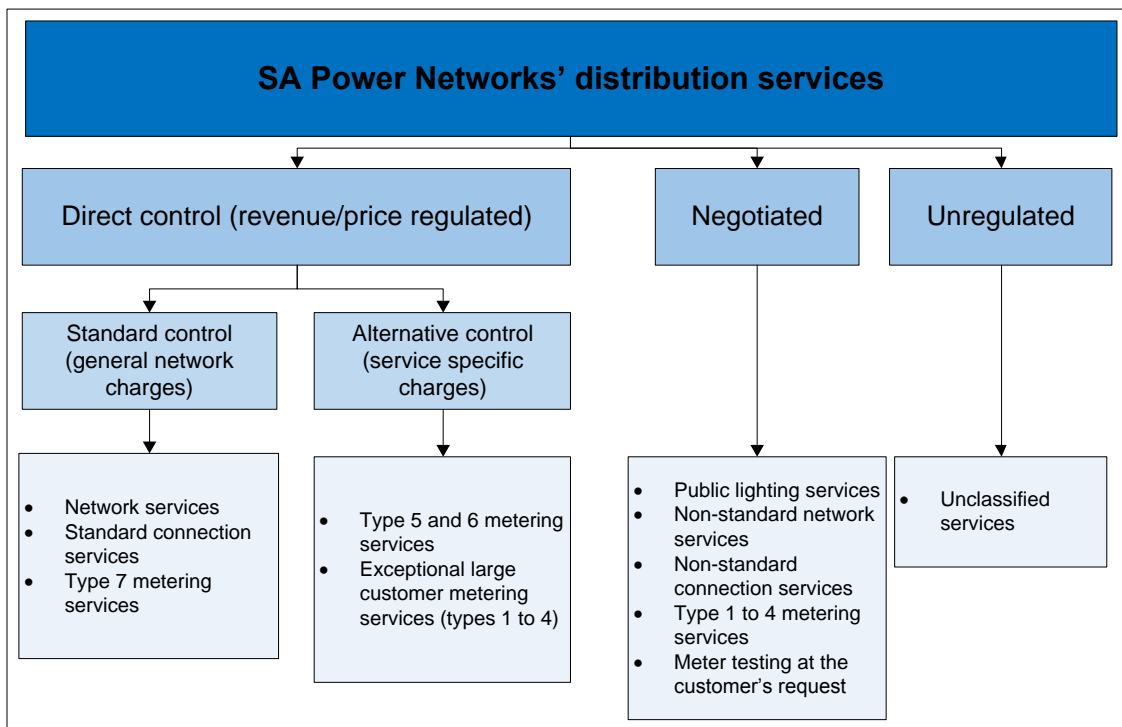 SA Power Networks’ distribution services
Direct control (revenue/price regulated)
Negotiated
Unregulated
Standard control
(general network
charges)
Alternative control
(service specific
charges)
• Network services
• Standard connection
services
• Type 7 metering
services
• Type 5 and 6 metering
services
• Exceptional large
customer metering
services (types 1 to 4)
• Public lighting services
• Non-standard network
services
• Non-standard
connection services
• Type 1 to 4 metering
services
• Meter testing at the
customer’s request
• Unclassified
services